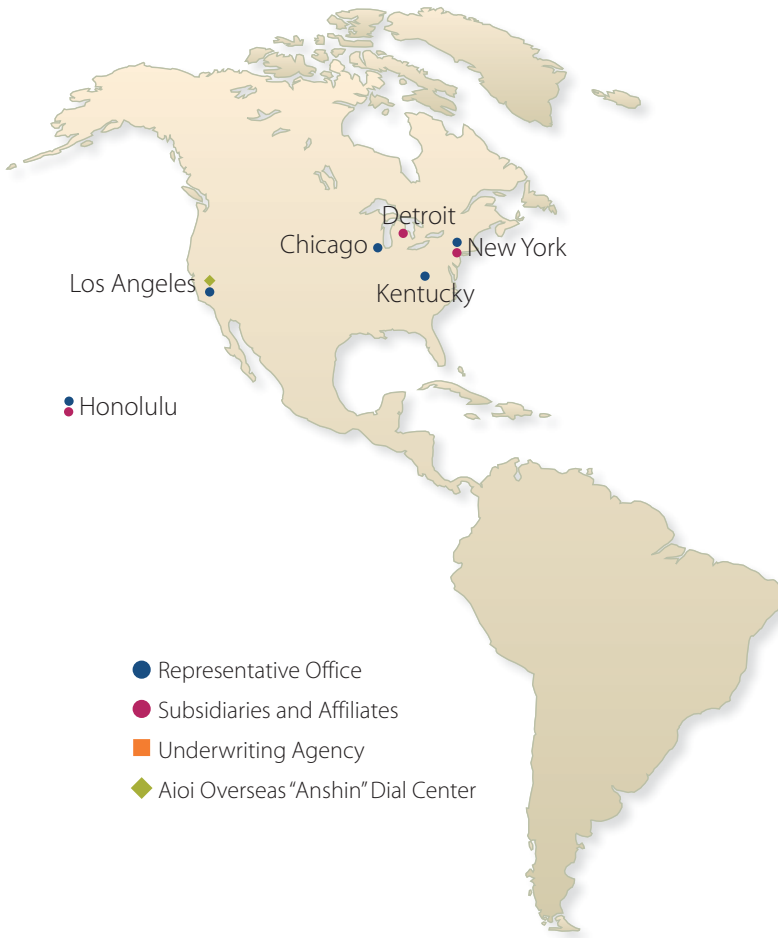 Detroit
Chicago
New York
Los Angeles
Kentucky
Honolulu
Representative Office
Subsidiaries and Affiliates
Underwriting Agency
Aioi Overseas “Anshin” Dial Center